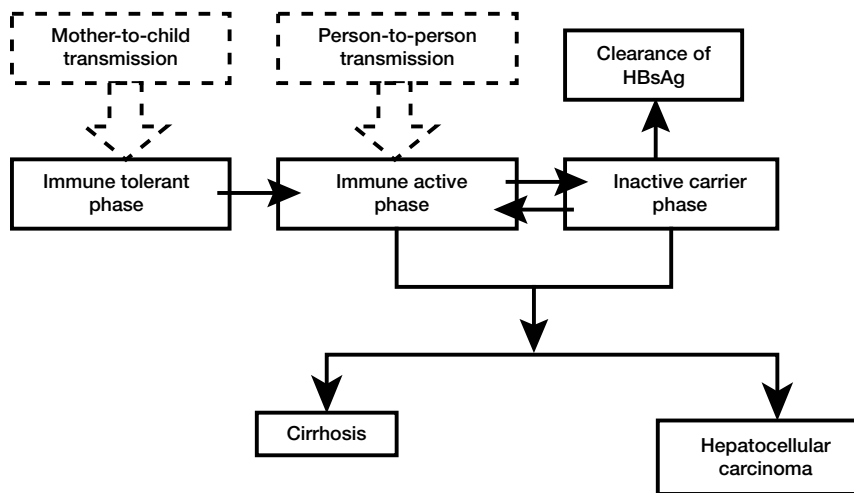 Mother-to-child
transmission
Person-to-person
transmission
Clearance of
HBsAg
Immune tolerant
phase
Immune active
phase
Inactive carrier
phase
Cirrhosis
Hepatocellular
carcinoma